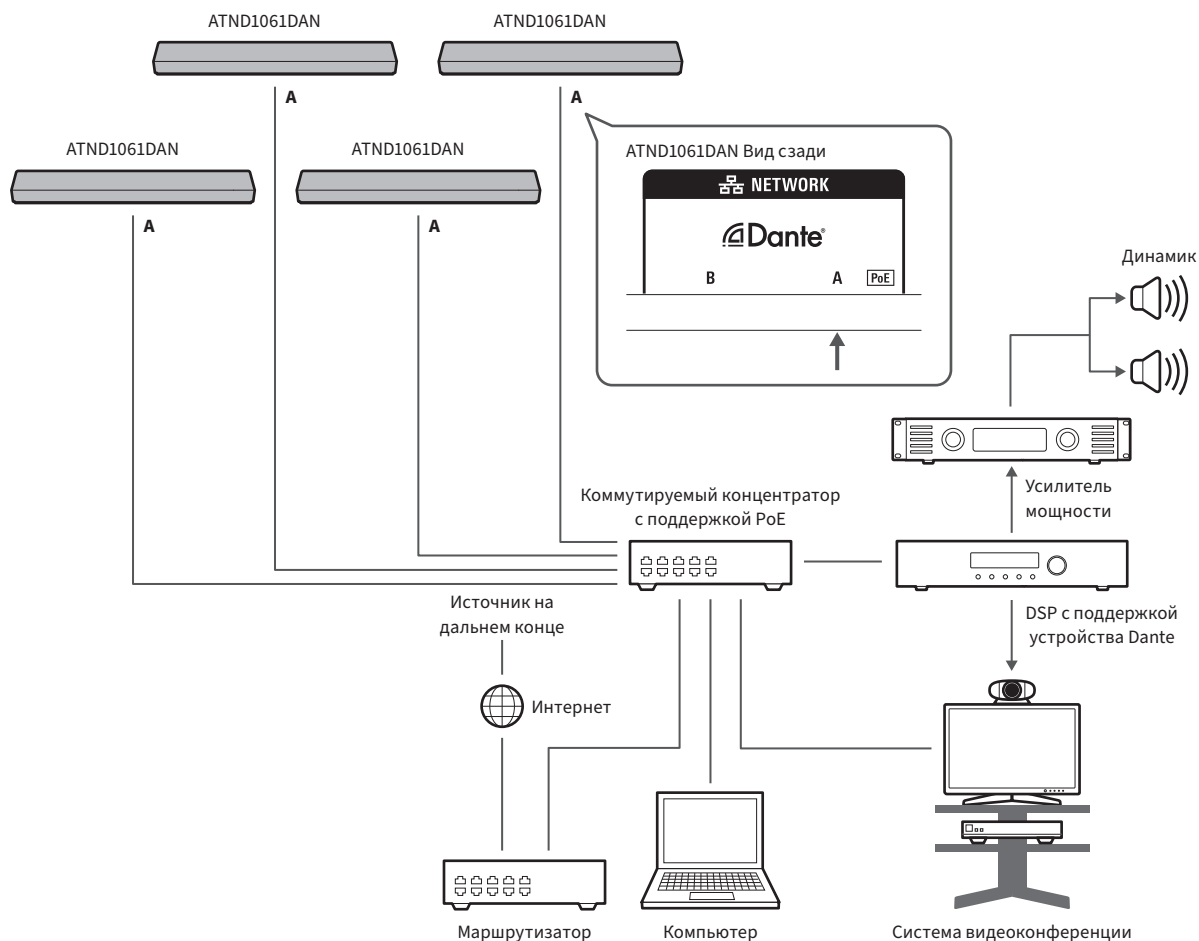 ATND1061DAN
ATND1061DAN
A
A
ATND1061DAN
ATND1061DAN
A
A
ATND1061DAN Вид сзади
NETWORK
Dante®
B
A
PoE
Динамик
Усилитель
мощности
Коммутируемый концентратор
с поддержкой PoE
DSP с поддержкой
устройства Dante
Источник на
дальнем конце
Интернет
Маршрутизатор
Компьютер
Система видеоконференции